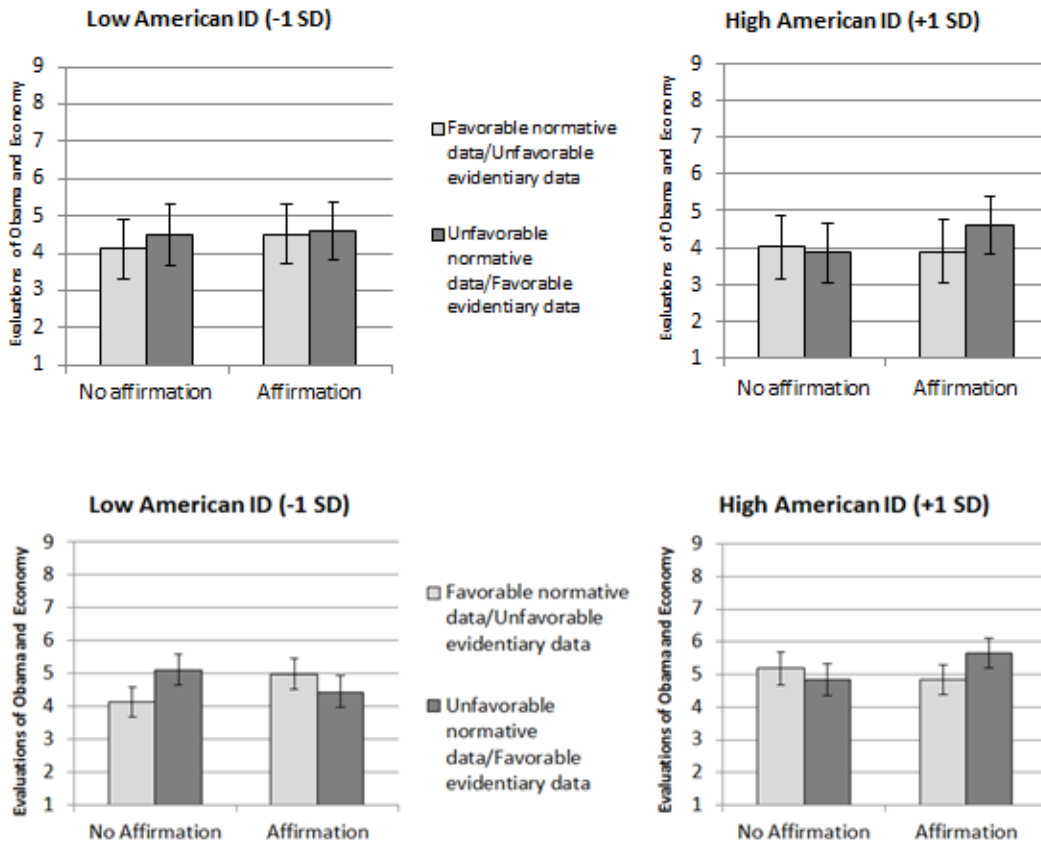 Low American ID (-1 SD)
Evaluations of Obama and Economy
9
8
7
6
5
4
3
2
1
No affirmation
Affirmation
Favorable normative
data/Unfavorable
evidentiary data
Unfavorable
normative
data/Favorable
evidentiary data
High American ID (+1 SD)
Evaluations of Obama and Economy
9
8
7
6
5
4
3
2
1
No affirmation
Affirmation
Low American ID (-1 SD)
Evaluations of Obama and Economy
9
8
7
6
5
4
3
2
1
No Affirmation
Affirmation
Favorable normative
data/Unfavorable
evidentiary data
Unfavorable
normative
data/Favorable
evidentiary data
High American ID (+1 SD)
Evaluations of Obama and Economy
9
8
7
6
5
4
3
2
1
No Affirmation
Affirmation